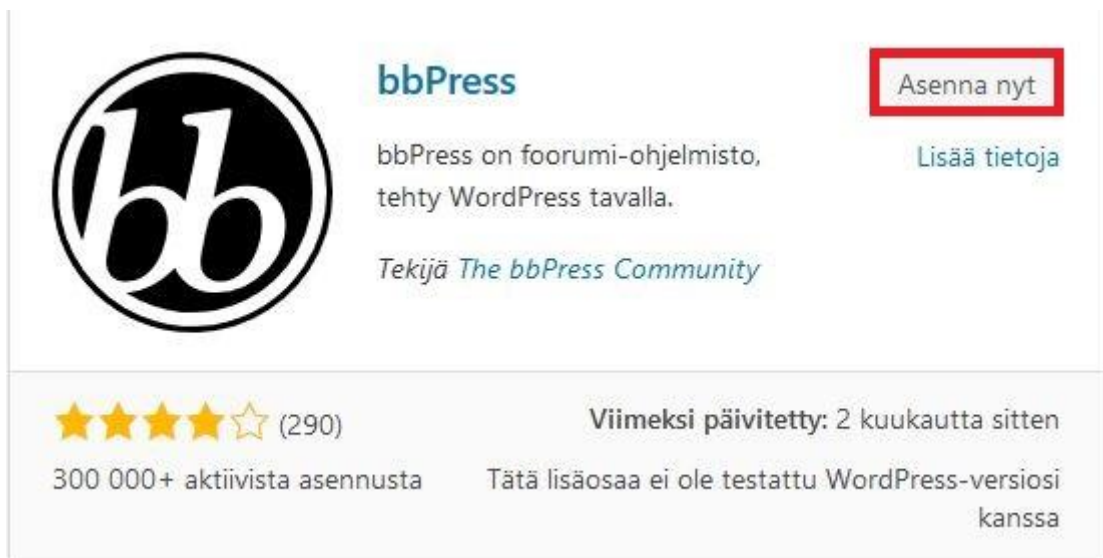 bb
bbPress
Asenna nyt
bbPress on foorumi-ohjelmisto,
tehty WordPress tavalla.
Lisää tietoja
Tekijä The bbPress Community
(290)
Viimeksi päivitetty: 2 kuukautta sitten
300 000+ aktiivista asennusta
Tätä lisäosaa ei ole testattu WordPress-versiosi
kanssa